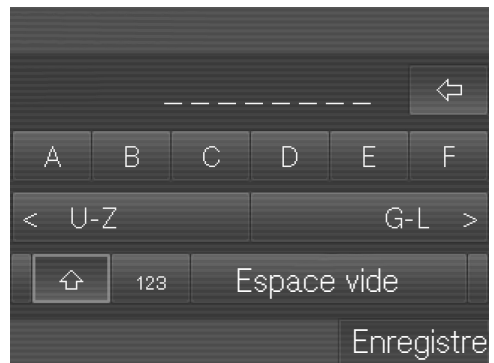 _ _ _ _ _ _ _ _ _
A B C D E F
< U-Z G-L >
123 Espace vide
Enregistre